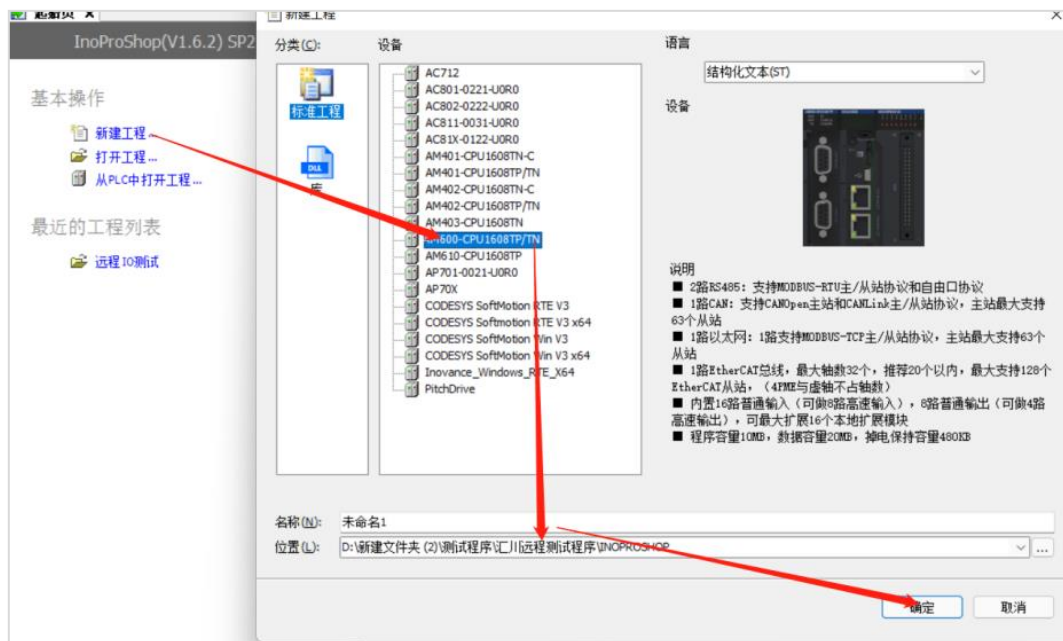 起始页 X
InoProShop(V1.6.2) SP2
基本操作
新建工程...
打开工程...
从PLC中打开工程...
最近的工程列表
远程IO测试
新建工程
分类(C):
标准工程
库
设备
AC712
AC801-0221-U0R0
AC802-0222-U0R0
AC811-0031-U0R0
AC81X-0122-U0R0
AM401-CPU1608TN-C
AM401-CPU1608TP/TN
AM402-CPU1608TN-C
AM402-CPU1608TP/TN
AM403-CPU1608TN
AM600-CPU1608TP/TN
AM610-CPU1608TP
AP701-0021-U0R0
AP70X
CODESYS SoftMotion RTE V3
CODESYS Softmotion RTE V3 x64
CODESYS SoftMotion Win V3
CODESYS SoftMotion Win V3 x64
Inovance_Windows_RTE_X64
PitchDrive
语言
结构化文本(ST)
设备
说明
■ 2路RS485：支持MODBUS-RTU主/从站协议和自由口协议
■ 1路CAN：支持CANOpen主站和CANLink主/从站协议，主站最大支持
63个从站
■ 1路以太网：1路支持MODBUS-TCP主/从站协议，主站最大支持63个
从站
■ 1路EtherCAT总线，最大轴数32个，推荐20个以内，最大支持128个
EtherCAT从站，（4PME与虚轴不占轴数）
■ 内置16路普通输入（可做8路高速输入），8路普通输出（可做4路
高速输出），可最大扩展16个本地扩展模块
■ 程序容量10MB，数据容量20MB，掉电保持容量480KB
名称(N): 未命名1
位置(L): D:\新建文件夹 (2)\测试程序\汇川远程测试程序\INOPROSHOP
...
确定
取消